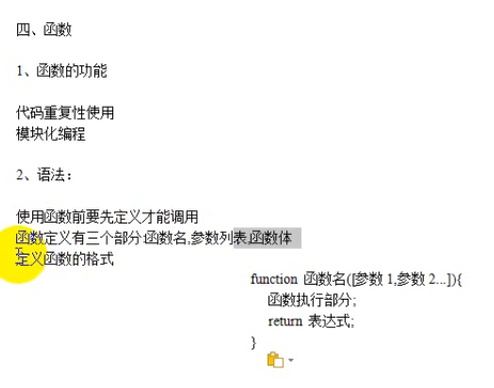 四、函数
1、函数的功能
代码重复性使用
模块化编程
2、语法：
使用函数前要先定义才能调用
函数定义有三个部分:函数名,参数列表,函数体
定义函数的格式
function 函数名([参数 1,参数 2...]){
函数执行部分;
return 表达式;
}